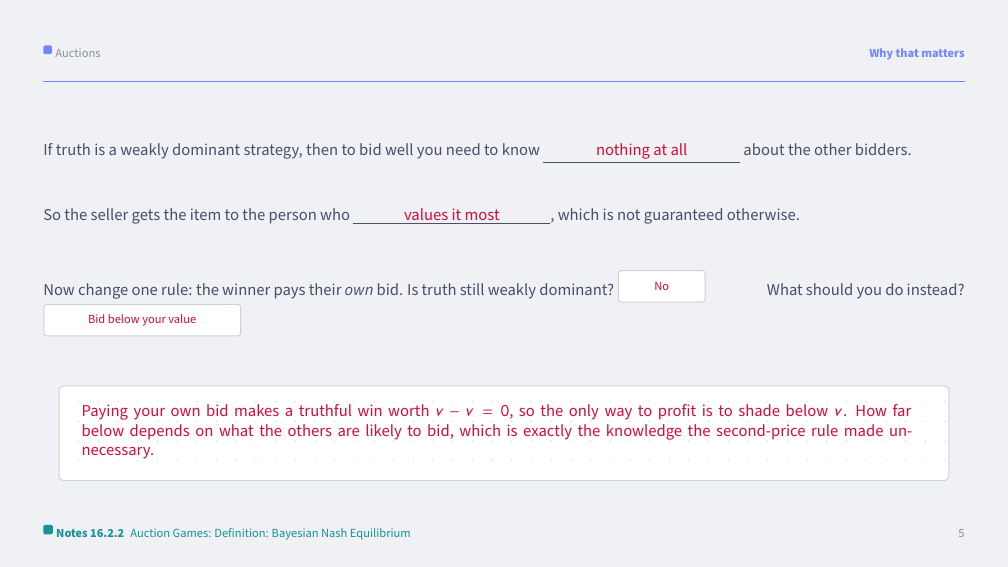 Auctions
Why that matters
If truth is a weakly dominant strategy, then to bid well you need to know nothing at all about the other bidders.
So the seller gets the item to the person who values it most, which is not guaranteed otherwise.
Now change one rule: the winner pays their own bid. Is truth still weakly dominant? No What should you do instead?
Bid below your value
Paying your own bid makes a truthful win worth v − v = 0, so the only way to profit is to shade below v. How far
below depends on what the others are likely to bid, which is exactly the knowledge the second-price rule made un-
necessary.
Notes 16.2.2 Auction Games: Definition: Bayesian Nash Equilibrium
5